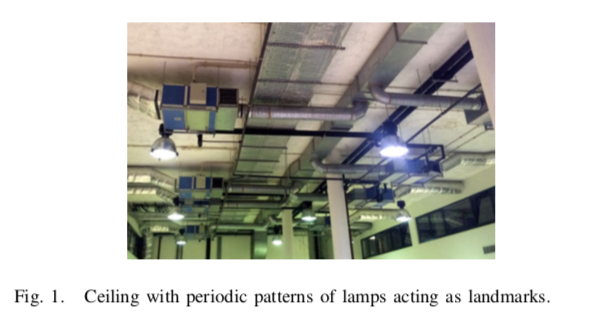 Fig. 1. Ceiling with periodic patterns of lamps acting as landmarks.